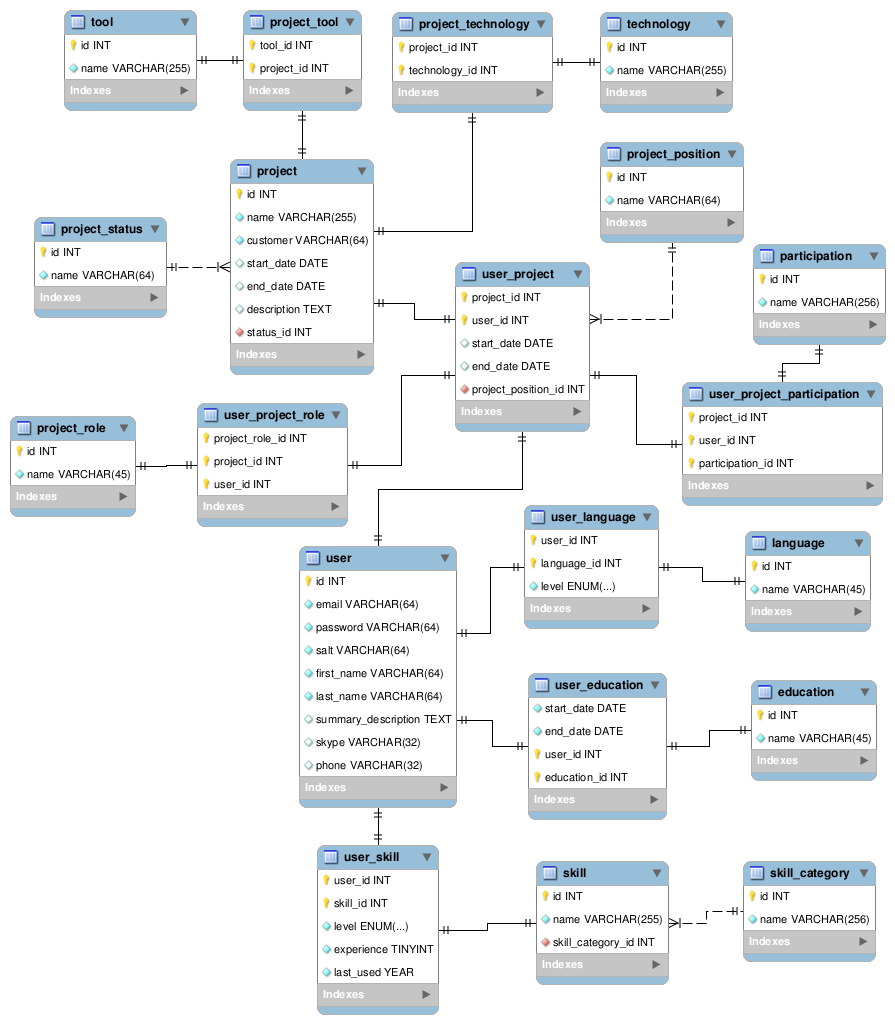 tool
id INT
name VARCHAR(255)
Indexes
project_tool
tool_id INT
project_id INT
Indexes
project_technology
project_id INT
technology_id INT
Indexes
technology
id INT
name VARCHAR(255)
Indexes
project
id INT
name VARCHAR(255)
customer VARCHAR(64)
start_date DATE
end_date DATE
description TEXT
status_id INT
Indexes
project_position
id INT
name VARCHAR(64)
Indexes
project_status
id INT
name VARCHAR(64)
Indexes
user_project
project_id INT
user_id INT
start_date DATE
end_date DATE
project_position_id INT
Indexes
participation
id INT
name VARCHAR(256)
Indexes
user_project_participation
project_id INT
user_id INT
participation_id INT
Indexes
project_role
id INT
name VARCHAR(45)
Indexes
user_project_role
project_role_id INT
project_id INT
user_id INT
Indexes
user
id INT
email VARCHAR(64)
password VARCHAR(64)
salt VARCHAR(64)
first_name VARCHAR(64)
last_name VARCHAR(64)
summary_description TEXT
skype VARCHAR(32)
phone VARCHAR(32)
Indexes
user_language
user_id INT
language_id INT
level ENUM(...)
Indexes
language
id INT
name VARCHAR(45)
Indexes
user_education
start_date DATE
end_date DATE
user_id INT
education_id INT
Indexes
education
id INT
name VARCHAR(45)
Indexes
user_skill
user_id INT
skill_id INT
level ENUM(...)
experience TINYINT
last_used YEAR
Indexes
skill
id INT
name VARCHAR(255)
skill_category_id INT
Indexes
skill_category
id INT
name VARCHAR(256)
Indexes